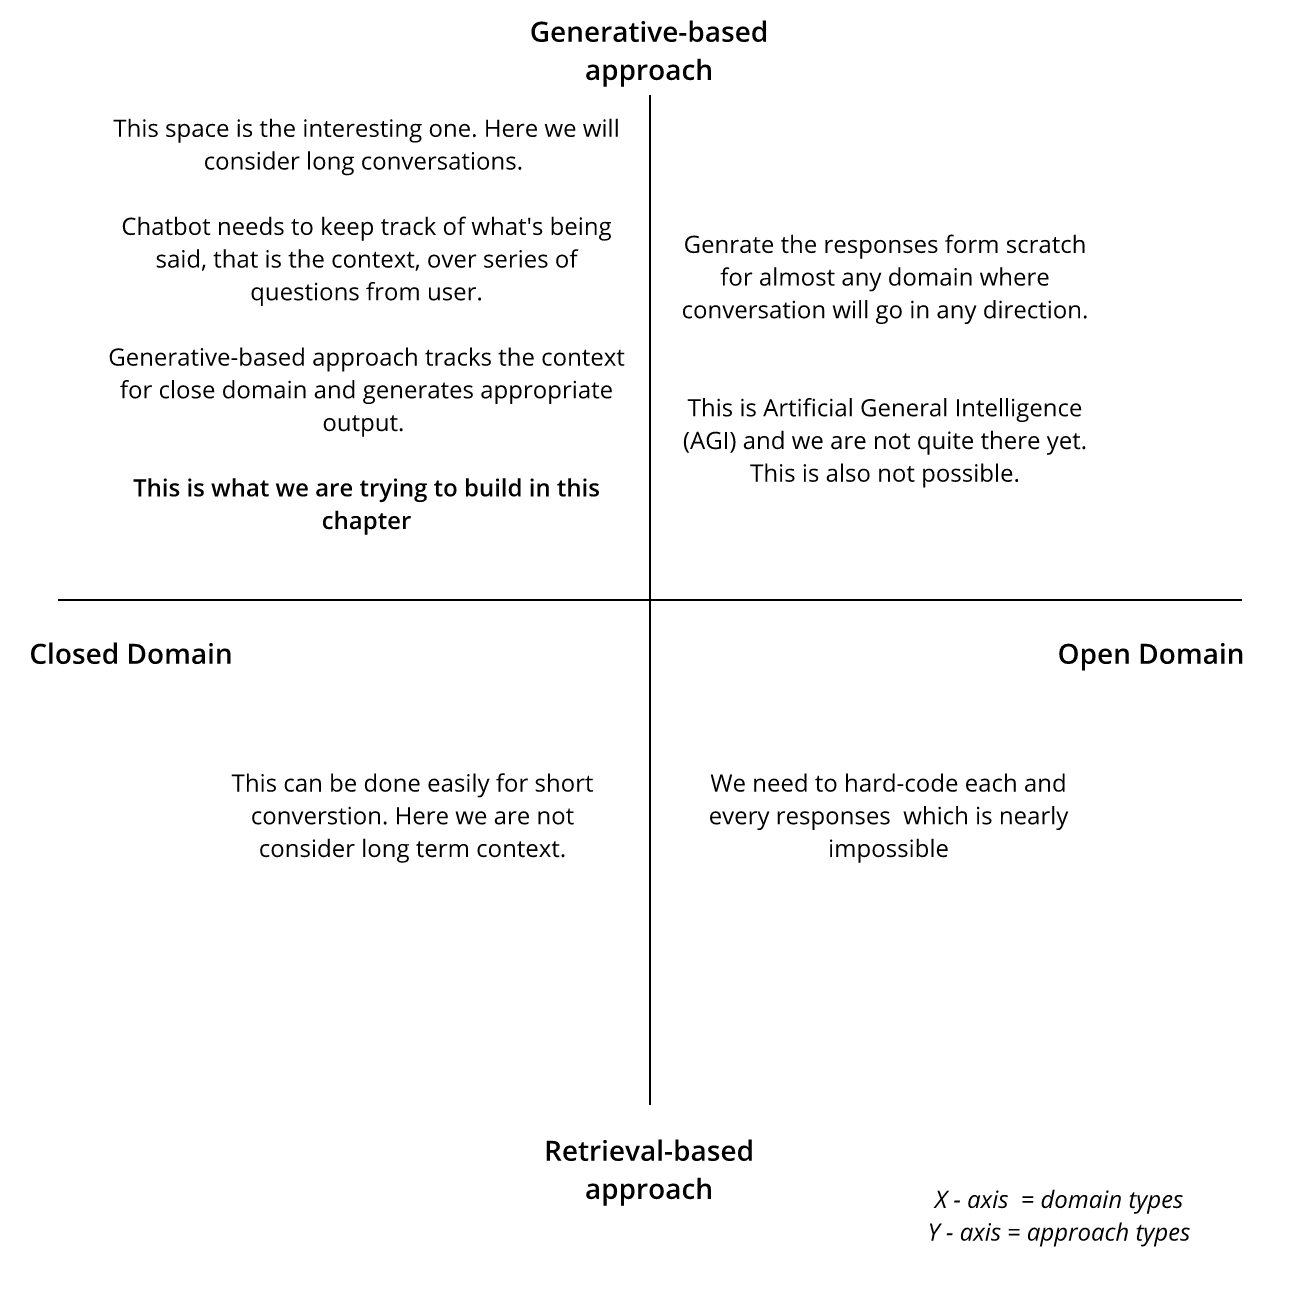 Generative-based
approach
This space is the interesting one. Here we will
consider long conversations.
Chatbot needs to keep track of what's being
said, that is the context, over series of
questions from user.
Generative-based approach tracks the context
for close domain and generates appropriate
output.
This is what we are trying to build in this
chapter
Genrate the responses form scratch
for almost any domain where
conversation will go in any direction.
This is Artificial General Intelligence
(AGI) and we are not quite there yet.
This is also not possible.
Closed Domain
Open Domain
This can be done easily for short
converstion. Here we are not
consider long term context.
We need to hard-code each and
every responses  which is nearly
impossible
Retrieval-based
approach
X - axis  = domain types
Y - axis = approach types